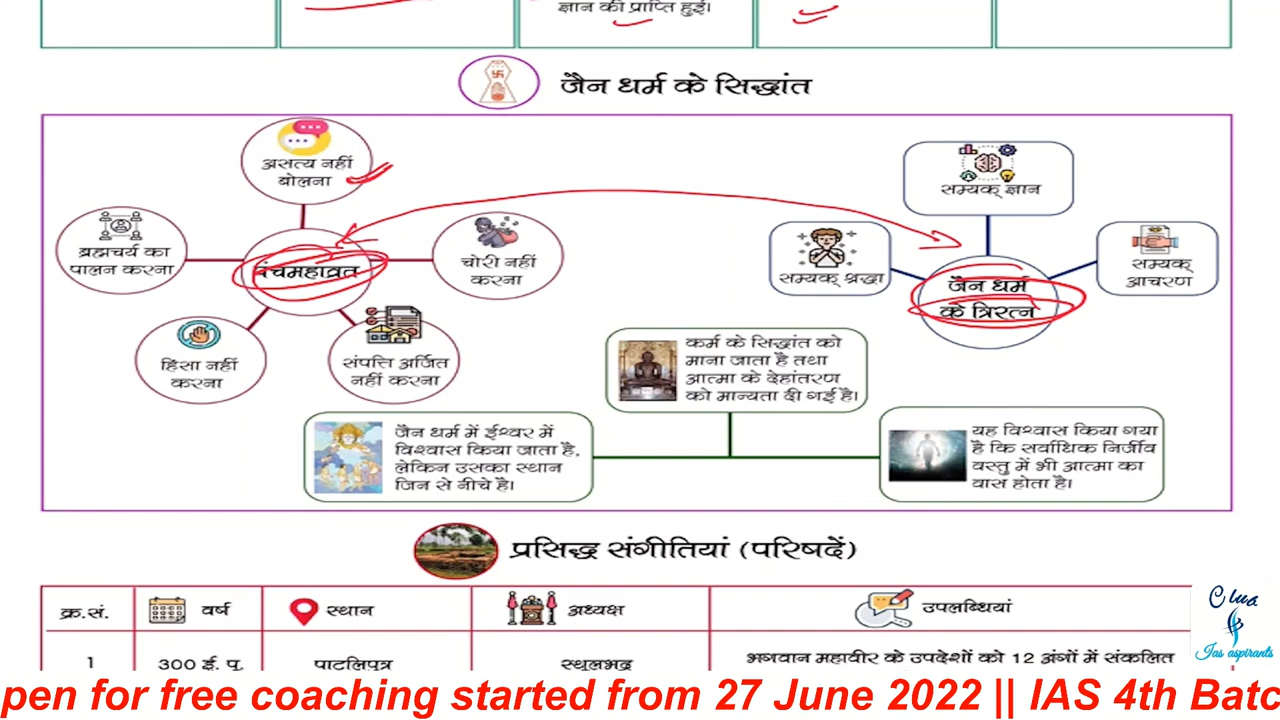 ज्ञान की प्राप्ति हुई।
जैन धर्म के सिद्धांत
असत्य नहीं
बोलना
ब्रह्मचर्य का
पालन करना
पंचमहाव्रत
चोरी नहीं
करना
हिंसा नहीं
करना
संपत्ति अर्जित
नहीं करना
सम्यक् ज्ञान
सम्यक् श्रद्धा
सम्यक्
आचरण
जैन धर्म
के त्रिरत्न
कर्म के सिद्धांत को
माना जाता है तथा
आत्मा के देहांतरण
को मान्यता दी गई है।
जैन धर्म में ईश्वर में
विश्वास किया जाता है,
लेकिन उसका स्थान
जिन से नीचे है।
यह विश्वास किया गया
है कि सर्वाधिक निर्जीव
वस्तु में भी आत्मा का
वास होता है।
प्रसिद्ध संगीतियां (परिषदें)
क्र.सं. वर्ष स्थान अध्यक्ष उपलब्धियां
1 300 ई. पू. पाटलिपुत्र स्थूलभद्र भगवान महावीर के उपदेशों को 12 अंगों में संकलित
Ias aspirants
pen for free coaching started from 27 June 2022 || IAS 4th Batc